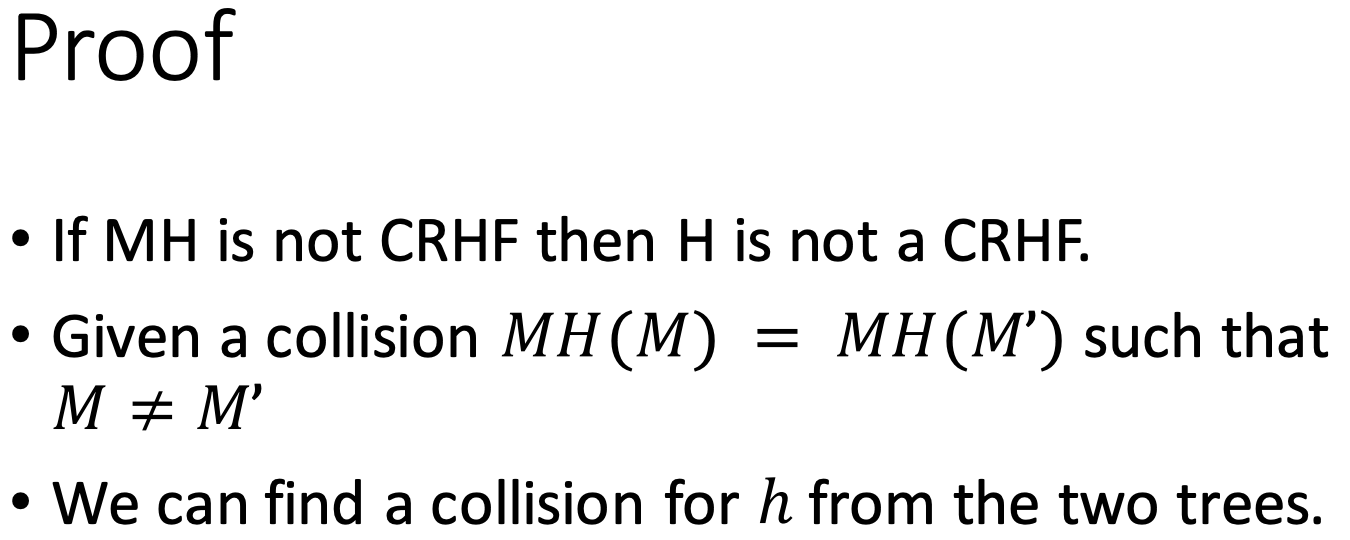 Proof
• If MH is not CRHF then H is not a CRHF.
• Given a collision MH(M) = MH(M’) such that
M ≠ M’
• We can find a collision for h from the two trees.